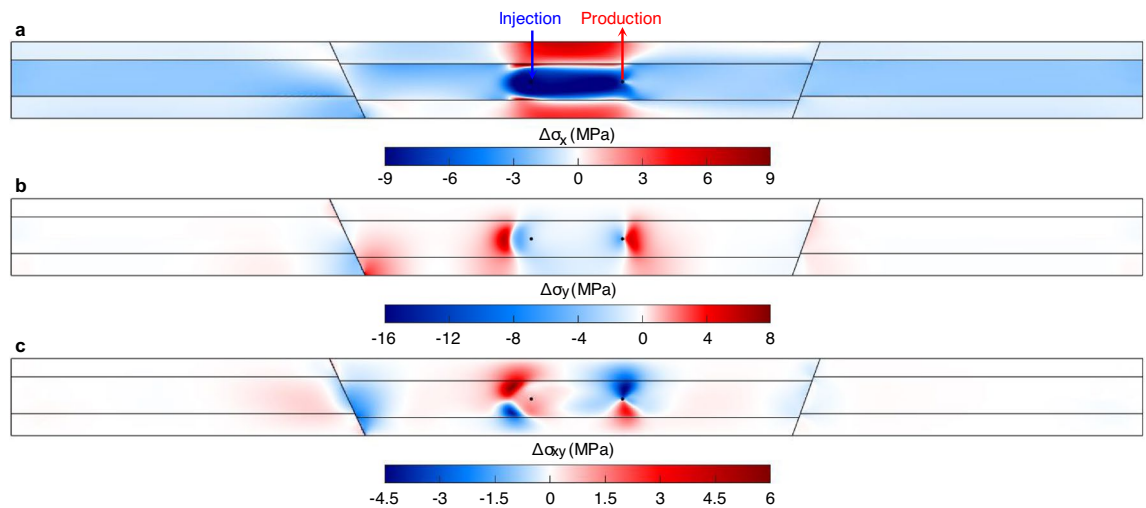 a
Injection Production
Δσx (MPa)
-9 -6 -3 0 3 6 9
b
Δσy (MPa)
-16 -12 -8 -4 0 4 8
c
Δσxy (MPa)
-4.5 -3 -1.5 0 1.5 3 4.5 6